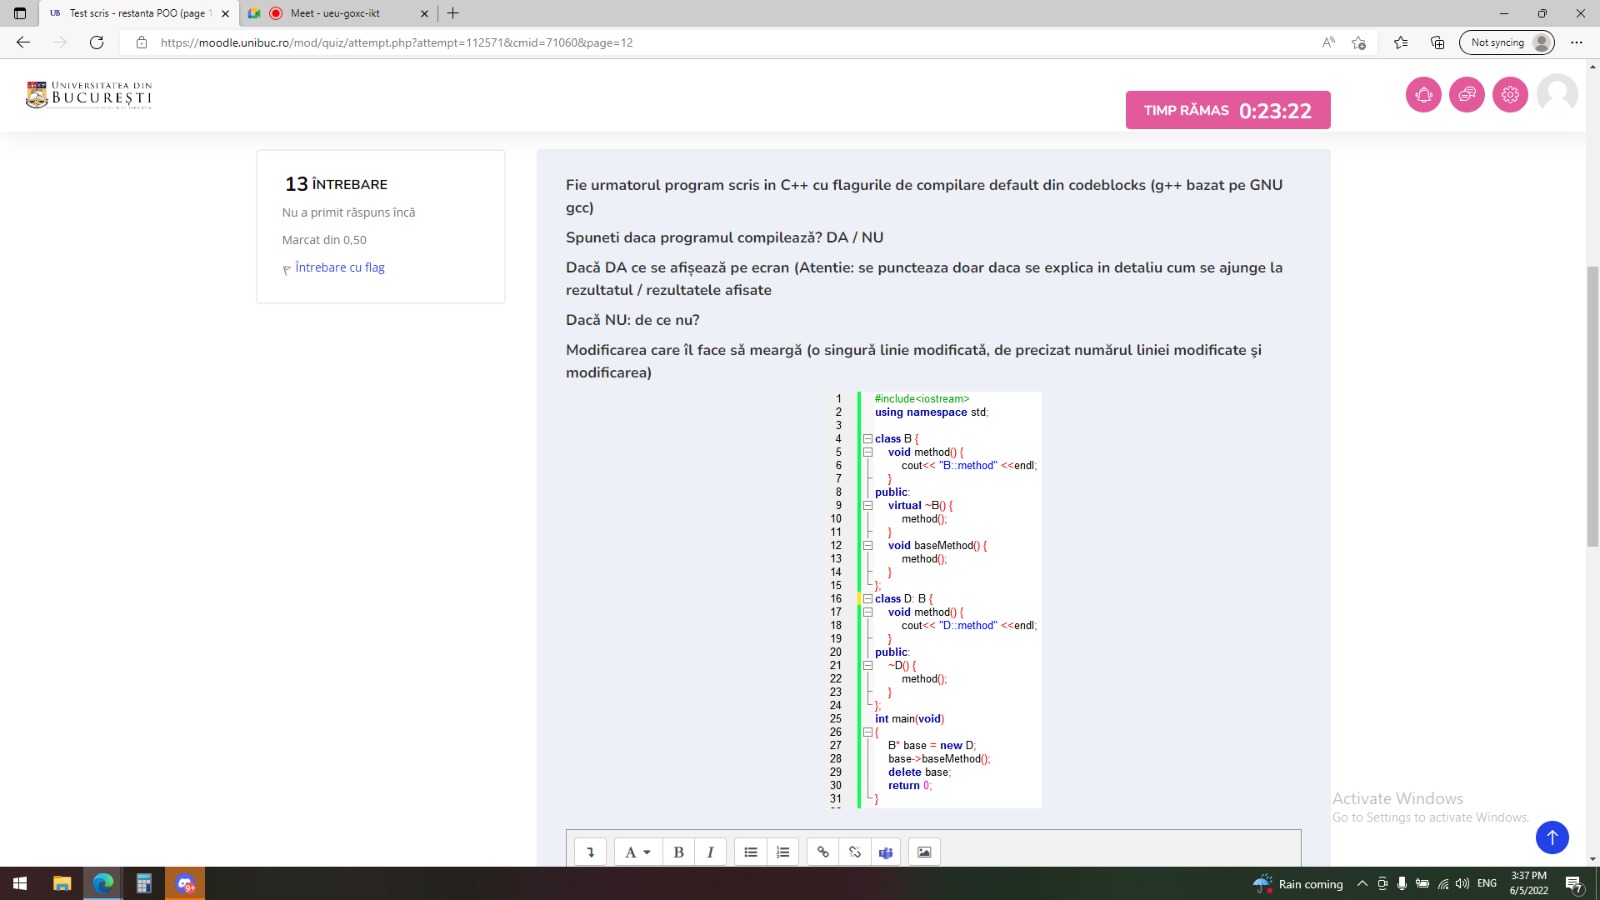 Test scris - restanta POO (page 1
Meet - ueu-goxc-ikt
https://moodle.unibuc.ro/mod/quiz/attempt.php?attempt=112571&cmid=71060&page=12
Not syncing
UNIVERSITATEA DIN
BUCUREȘTI
TIMP RĂMAS 0:23:22
13 ÎNTREBARE
Nu a primit răspuns încă
Marcat din 0,50
Întrebare cu flag
Fie urmatorul program scris in C++ cu flagurile de compilare default din codeblocks (g++ bazat pe GNU
gcc)
Spuneti daca programul compilează? DA / NU
Dacă DA ce se afișează pe ecran (Atentie: se puncteaza doar daca se explica in detaliu cum se ajunge la
rezultatul / rezultatele afisate
Dacă NU: de ce nu?
Modificarea care îl face să meargă (o singură linie modificată, de precizat numărul liniei modificate şi
modificarea)
1 #include<iostream>
2 using namespace std;
3
4 class B {
5 void method() {
6 cout<< "B::method" <<endl;
7 }
8 public:
9 virtual ~B() {
10 method();
11 }
12 void baseMethod() {
13 method();
14 }
15 };
16 class D: B {
17 void method() {
18 cout<< "D::method" <<endl;
19 }
20 public:
21 ~D() {
22 method();
23 }
24 };
25 int main(void)
26 {
27 B* base = new D;
28 base->baseMethod();
29 delete base;
30 return 0;
31 }
A B I
Activate Windows
Go to Settings to activate Windows.
Rain coming
ENG
3:37 PM
6/5/2022
7